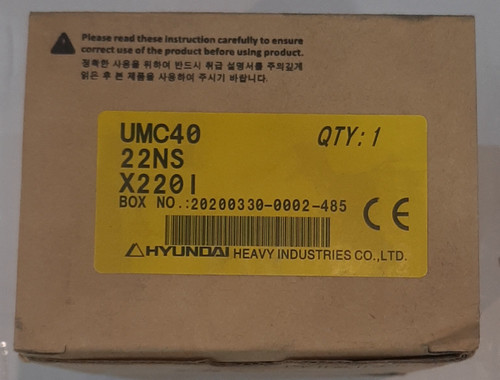 Please read these instruction carefully to ensure
correct use of the product before using product.
정확한 사용을 위하여 반드시 취급 설명서를 주의깊게
읽은 후 본 제품을 사용하여 주시기 바랍니다.
UMC40 QTY: 1
22NS
X220I
BOX NO.:20200330-0002-485
CE
HYUNDAI HEAVY INDUSTRIES CO.,LTD.